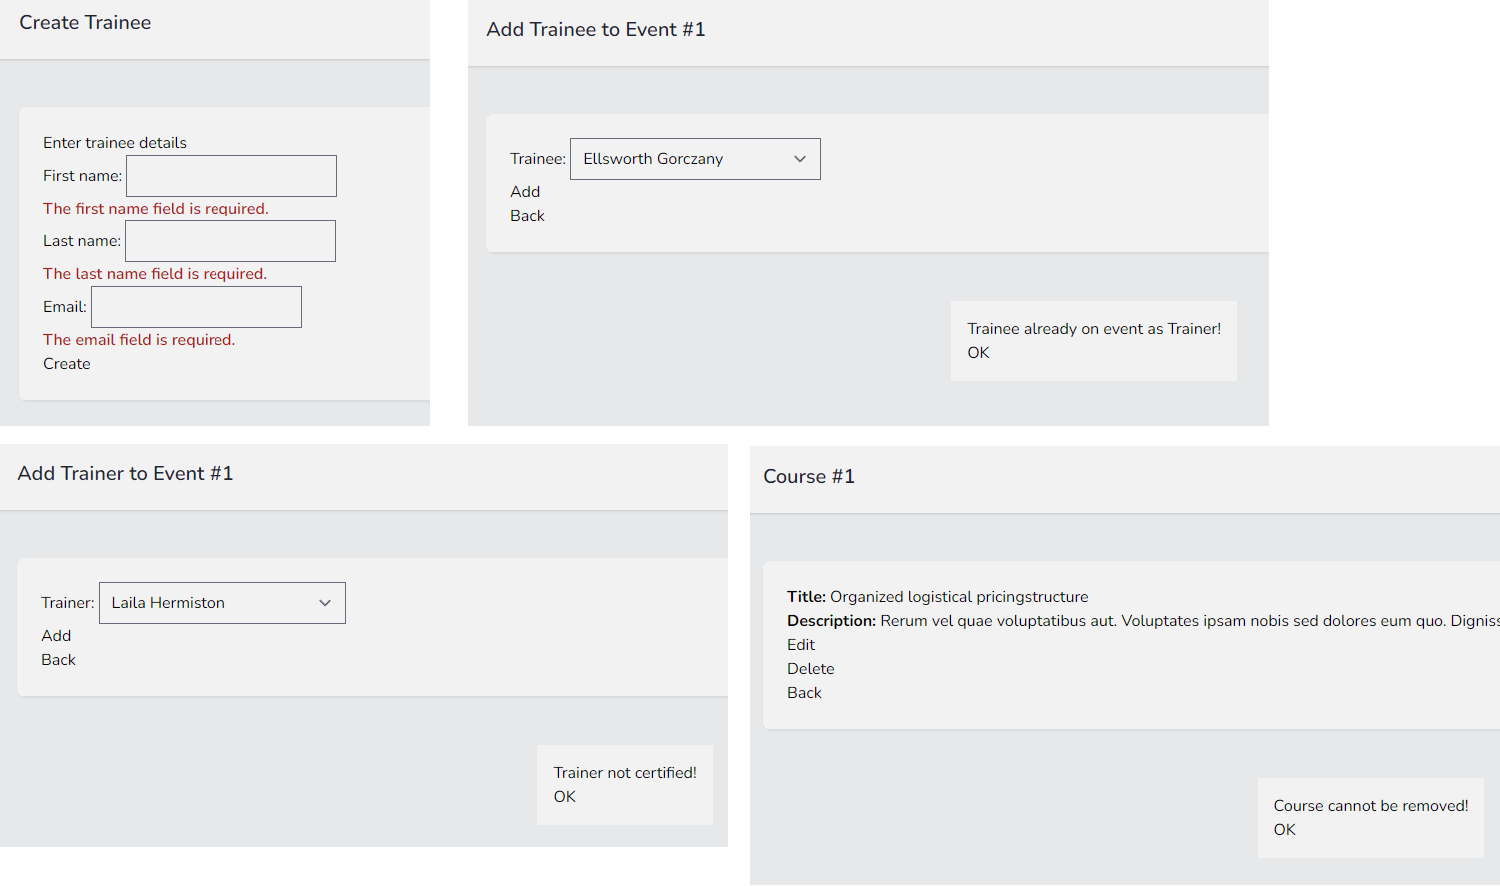 Create Trainee
Enter trainee details
First name:
The first name field is required.
Last name:
The last name field is required.
Email:
The email field is required.
Create
Add Trainee to Event #1
Trainee: Ellsworth Gorczany
Add
Back
Trainee already on event as Trainer!
OK
Add Trainer to Event #1
Trainer: Laila Hermiston
Add
Back
Trainer not certified!
OK
Course #1
Title: Organized logistical pricingstructure
Description: Rerum vel quae voluptatibus aut. Voluptates ipsam nobis sed dolores eum quo. Digniss
Edit
Delete
Back
Course cannot be removed!
OK